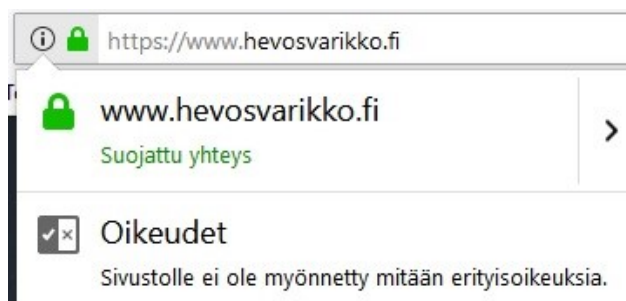 https://www.hevosvarikko.fi
www.hevosvarikko.fi
Suojattu yhteys
Oikeudet
Sivustolle ei ole myönnetty mitään erityisoikeuksia.